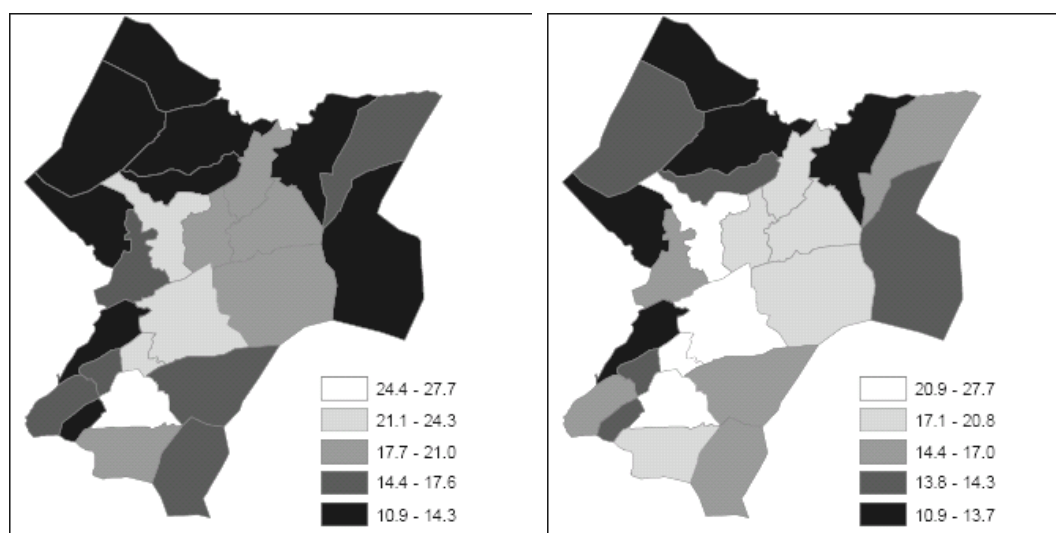 24.4 - 27.7
21.1 - 24.3
17.7 - 21.0
14.4 - 17.6
10.9 - 14.3
20.9 - 27.7
17.1 - 20.8
14.4 - 17.0
13.8 - 14.3
10.9 - 13.7